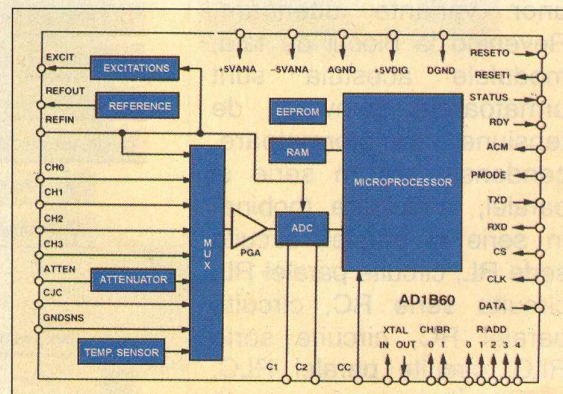 +5VANA -5VANA AGND +5VDIG DGND
EXCIT
REFOUT
REFIN
CH0
CH1
CH2
CH3
ATTEN
CJC
GNDSNS
EXCITATIONS
REFERENCE
ATTENUATOR
TEMP. SENSOR
MUX
PGA
ADC
EEPROM
RAM
MICROPROCESSOR
AD1B60
RESETO
RESETI
STATUS
RDY
ACM
PMODE
TXD
RXD
CS
CLK
DATA
XTAL CH/BR R/ADD
IN OUT 0 1 0 1 2 3 4
C1 C2 CC